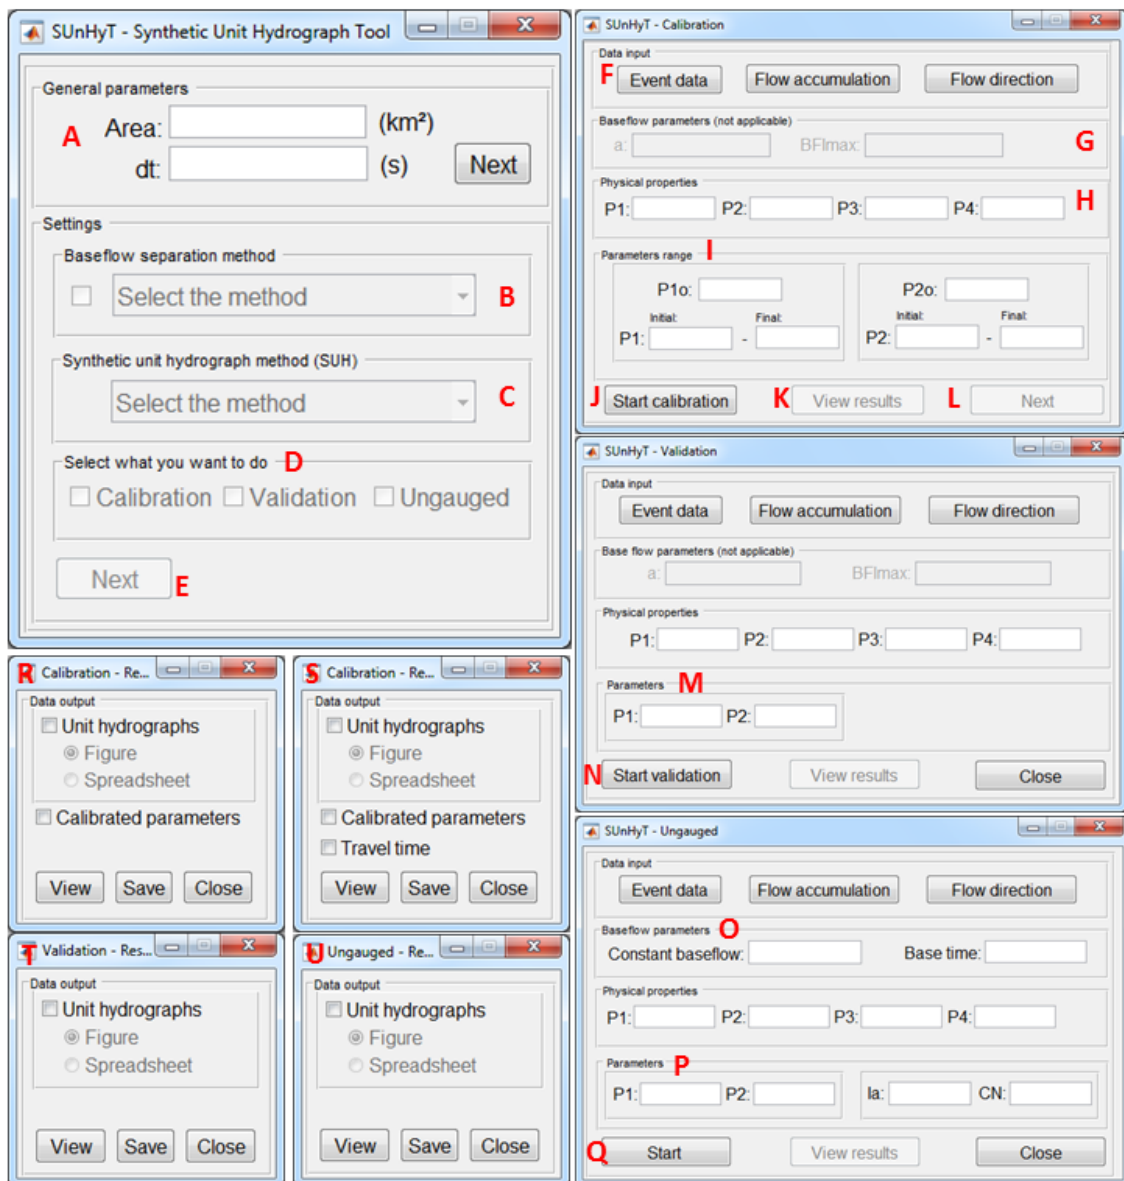 SUnHyT - Synthetic Unit Hydrograph Tool
General parameters
A
Area: (km²)
dt: (s)
Next
Settings
Baseflow separation method
Select the method
B
Synthetic unit hydrograph method (SUH)
Select the method
C
Select what you want to do D
Calibration Validation Ungauged
Next E
SUnHyT - Calibration
Data input
F Event data Flow accumulation Flow direction
Baseflow parameters (not applicable)
a: BFImax: G
Physical properties
P1: P2: P3: P4: H
Parameters range I
P1o: P2o:
Initial: Final: Initial: Final:
P1: - P2: -
J Start calibration K View results L Next
SUnHyT - Validation
Data input
Event data Flow accumulation Flow direction
Base flow parameters (not applicable)
a: BFImax:
Physical properties
P1: P2: P3: P4:
Parameters M
P1: P2:
N Start validation View results Close
SUnHyT - Ungauged
Data input
Event data Flow accumulation Flow direction
Baseflow parameters O
Constant baseflow: Base time:
Physical properties
P1: P2: P3: P4:
Parameters P
P1: P2: Ia: CN:
Q Start View results Close
R Calibration - Re...
Data output
Unit hydrographs
Figure
Spreadsheet
Calibrated parameters
View Save Close
S Calibration - Re...
Data output
Unit hydrographs
Figure
Spreadsheet
Calibrated parameters
Travel time
View Save Close
T Validation - Res...
Data output
Unit hydrographs
Figure
Spreadsheet
View Save Close
U Ungauged - Re...
Data output
Unit hydrographs
Figure
Spreadsheet
View Save Close